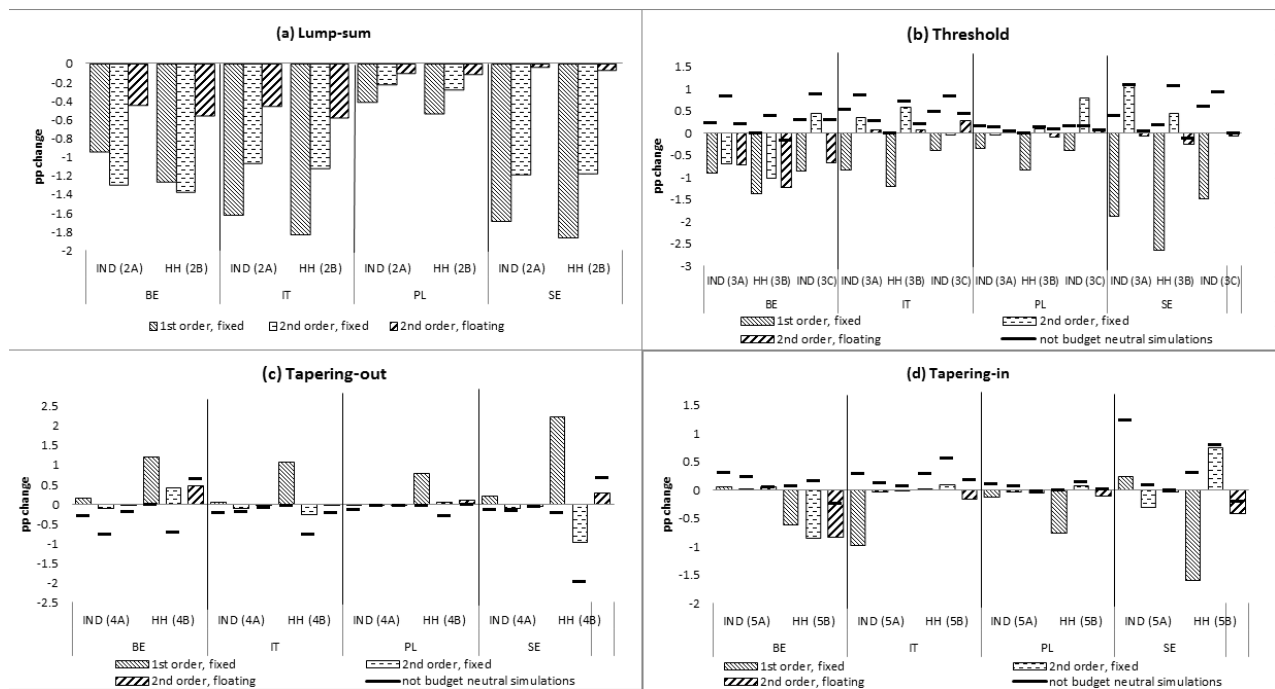 (a) Lump-sum
0
-0.2
-0.4
-0.6
-0.8
-1
-1.2
-1.4
-1.6
-1.8
-2
pp change
IND (2A) HH (2B) IND (2A) HH (2B) IND (2A) HH (2B) IND (2A) HH (2B)
BE IT PL SE
1st order, fixed 2nd order, fixed 2nd order, floating
(b) Threshold
1.5
1
0.5
0
-0.5
-1
-1.5
-2
-2.5
-3
pp change
IND (3A) HH (3B) IND (3C) IND (3A) HH (3B) IND (3C) IND (3A) HH (3B) IND (3C) IND (3A) HH (3B) IND (3C)
BE IT PL SE
1st order, fixed 2nd order, fixed
2nd order, floating not budget neutral simulations
(c) Tapering-out
2.5
2
1.5
1
0.5
0
-0.5
-1
-1.5
-2
-2.5
pp change
IND (4A) HH (4B) IND (4A) HH (4B) IND (4A) HH (4B) IND (4A) HH (4B)
BE IT PL SE
1st order, fixed 2nd order, fixed
2nd order, floating not budget neutral simulations
(d) Tapering-in
1.5
1
0.5
0
-0.5
-1
-1.5
-2
pp change
IND (5A) HH (5B) IND (5A) HH (5B) IND (5A) HH (5B) IND (5A) HH (5B)
BE IT PL SE
1st order, fixed 2nd order, fixed
2nd order, floating not budget neutral simulations